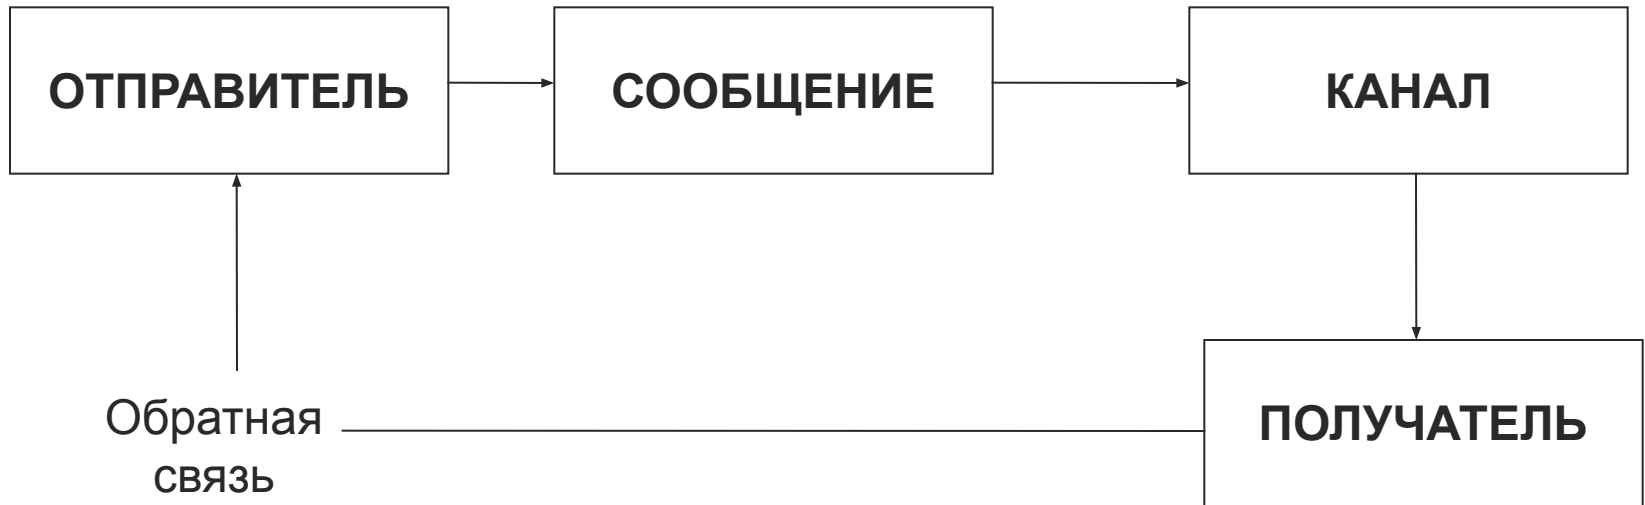 ОТПРАВИТЕЛЬ
СООБЩЕНИЕ
КАНАЛ
ПОЛУЧАТЕЛЬ
Обратная
связь